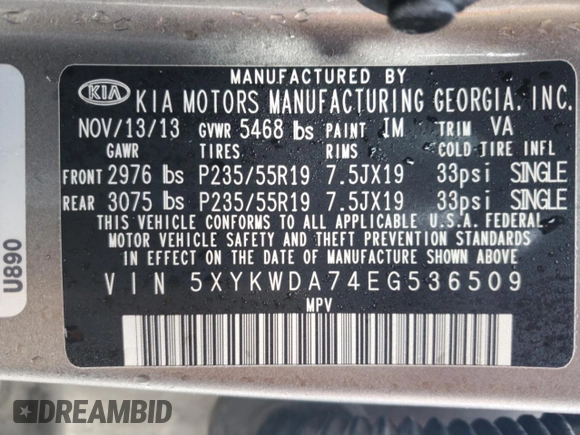 MANUFACTURED BY
KIA KIA MOTORS MANUFACTURING GEORGIA, INC.
NOV/13/13 GVWR 5468 lbs PAINT IM TRIM VA
GAWR TIRES RIMS COLD TIRE INFL
FRONT 2976 lbs P235/55R19 7.5JX19 33psi SINGLE
REAR 3075 lbs P235/55R19 7.5JX19 33psi SINGLE
THIS VEHICLE CONFORMS TO ALL APPLICABLE U.S.A. FEDERAL
MOTOR VEHICLE SAFETY AND THEFT PREVENTION STANDARDS
IN EFFECT ON THE DATE OF MANUFACTURE SHOWN ABOVE
VIN 5XYKWDA74EG536509
MPV
U890
DREAMBID